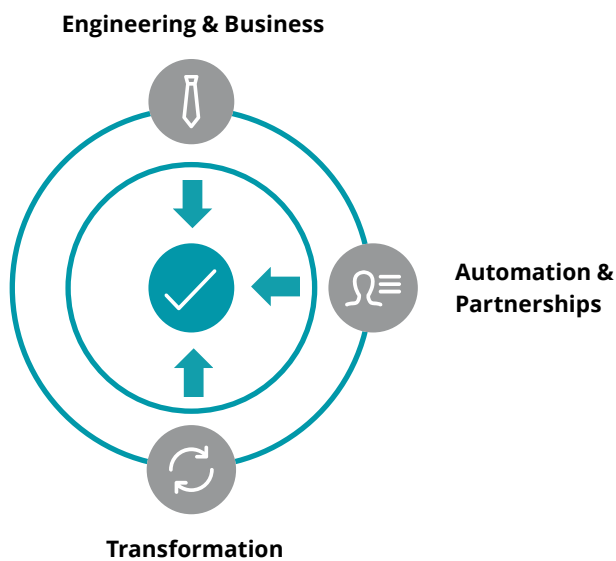 Engineering & Business
Automation &
Partnerships
Transformation